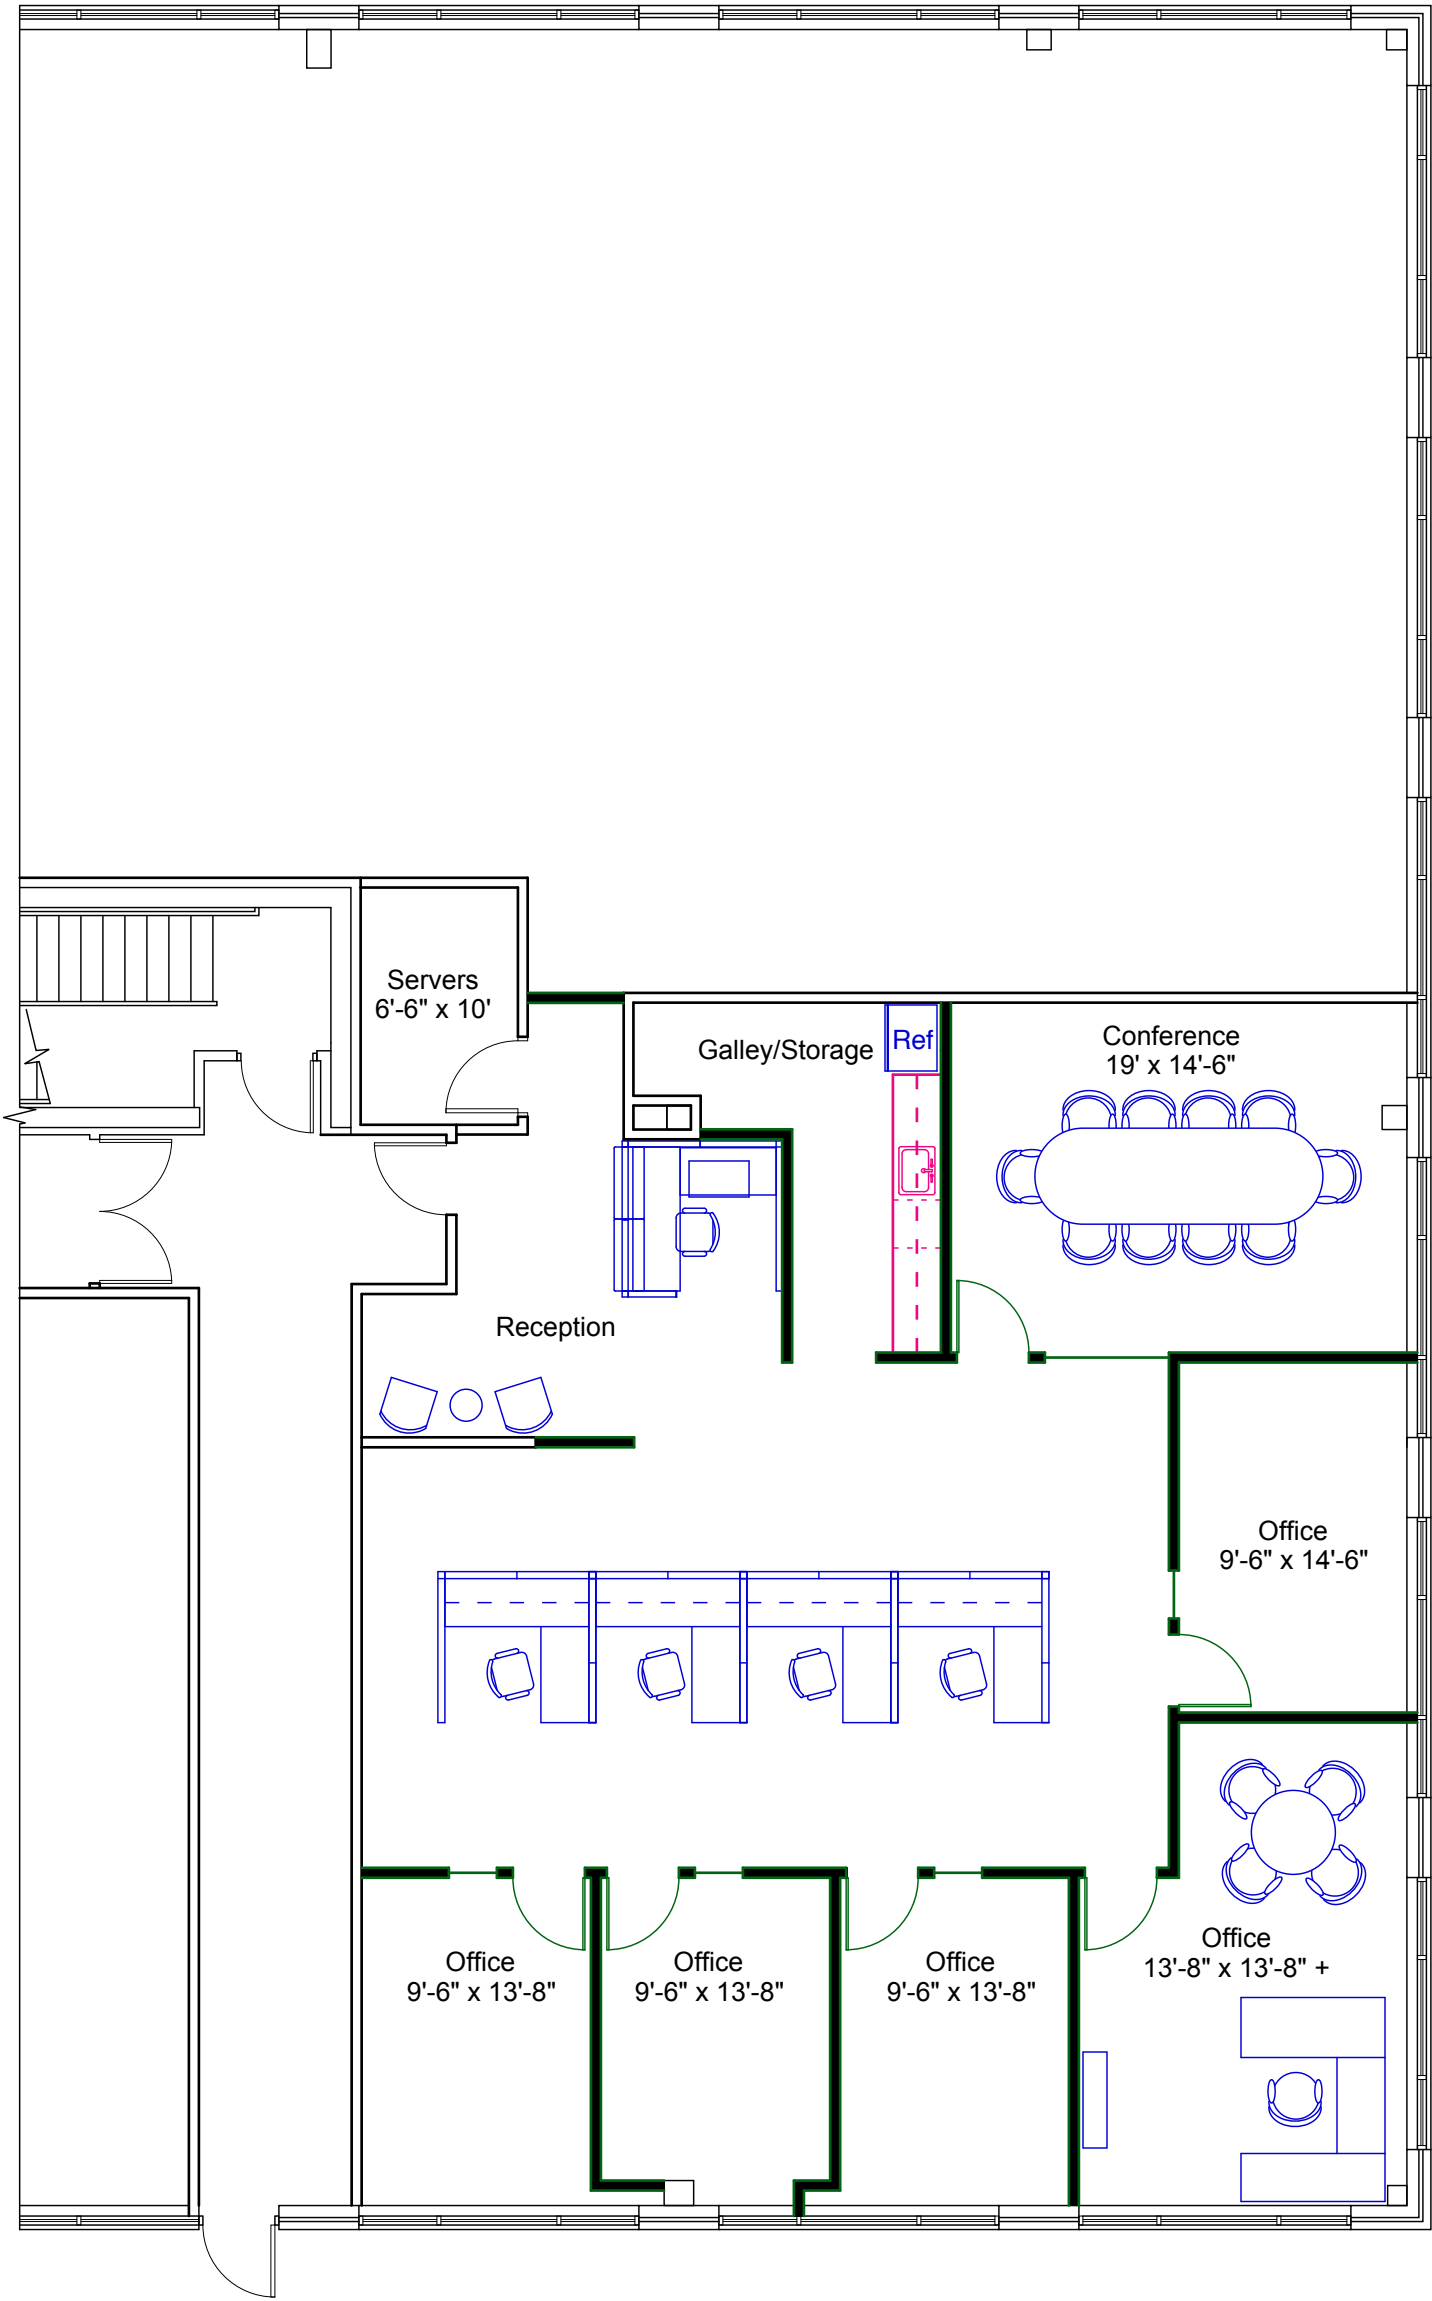 Servers
6'-6" x 10'
Galley/Storage
Ref
Conference
19' x 14'-6"
Reception
Office
9'-6" x 14'-6"
Office
13'-8" x 13'-8" +
Office
9'-6" x 13'-8"
Office
9'-6" x 13'-8"
Office
9'-6" x 13'-8"